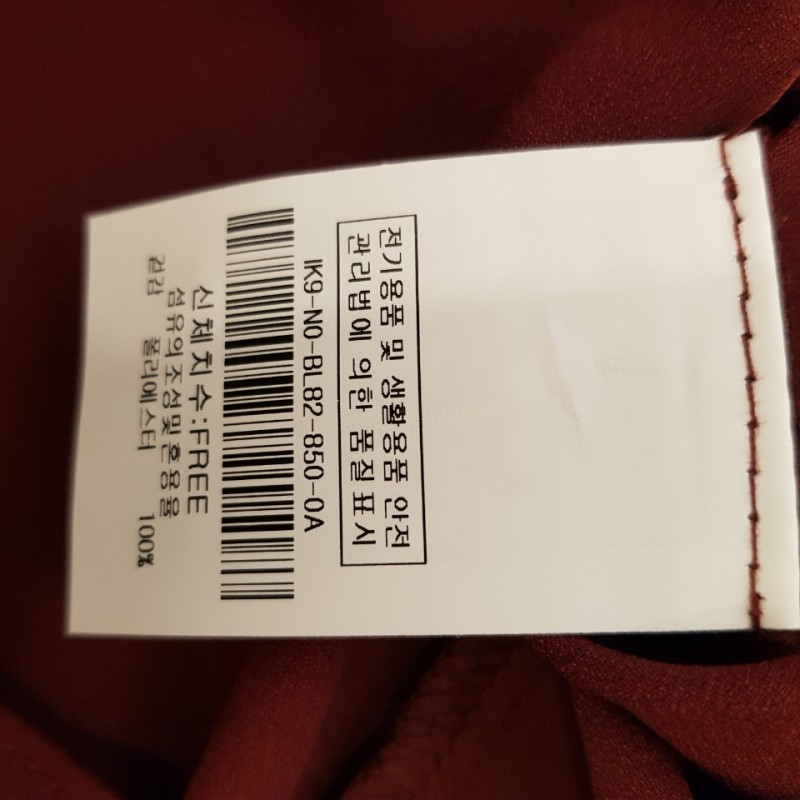 전기용품 및 생활용품 안전
관리법에 의한 품질표시
IK9-N0-BL82-850-0A
신체치수:FREE
섬유의조성및혼용율
겉감 폴리에스터 100%